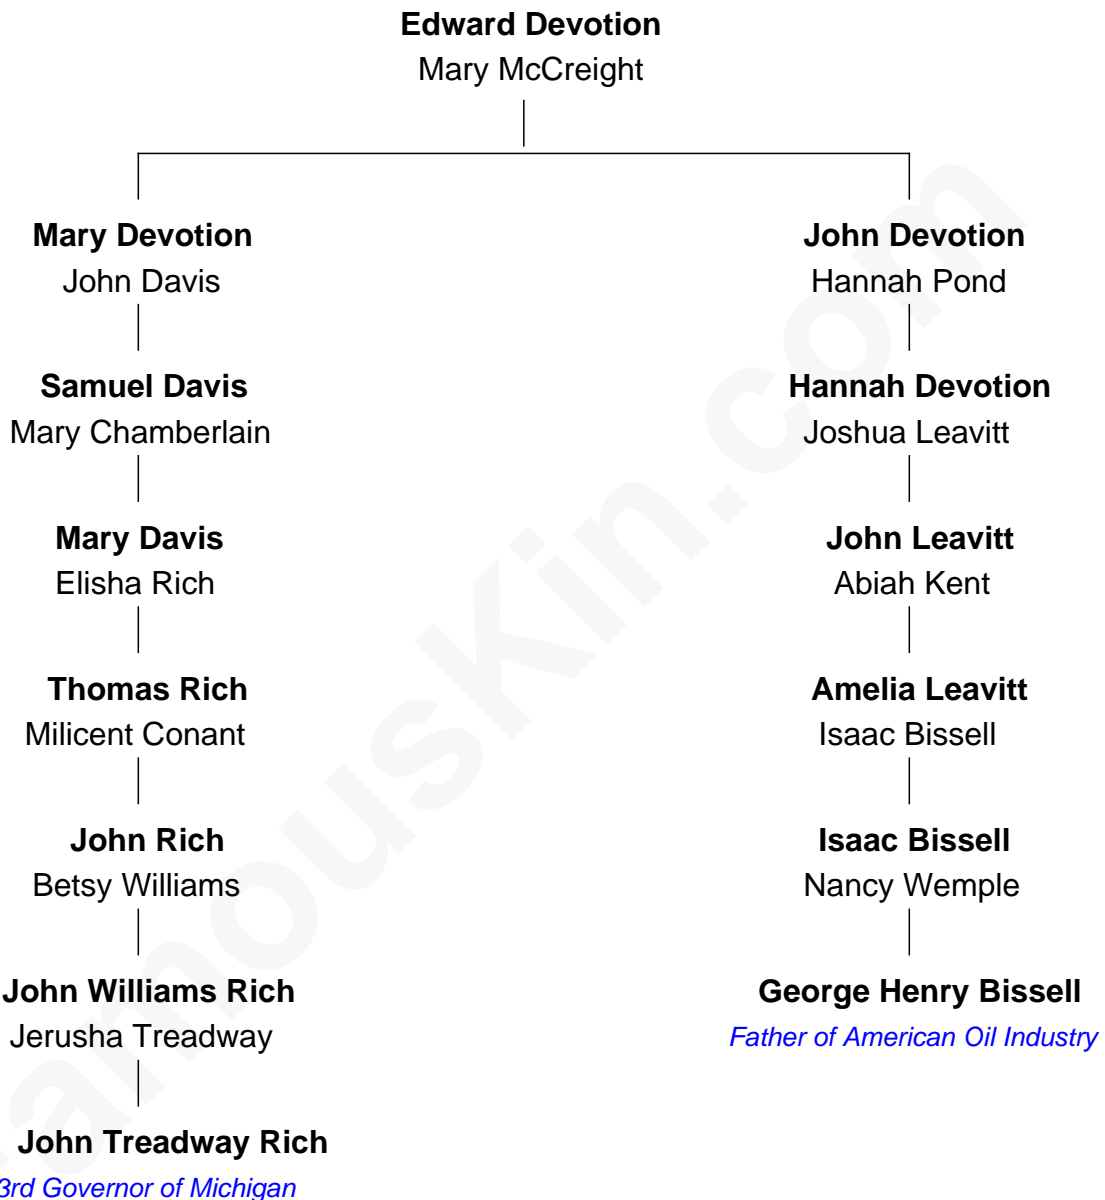 Edward Devotion
Mary McCreight
Mary Devotion
John Davis
Samuel Davis
Mary Chamberlain
Mary Davis
Elisha Rich
Thomas Rich
Milicent Conant
John Rich
Betsy Williams
John Williams Rich
Jerusha Treadway
John Treadway Rich
3rd Governor of Michigan
John Devotion
Hannah Pond
Hannah Devotion
Joshua Leavitt
John Leavitt
Abiah Kent
Amelia Leavitt
Isaac Bissell
Isaac Bissell
Nancy Wemple
George Henry Bissell
Father of American Oil Industry
famouskin.com